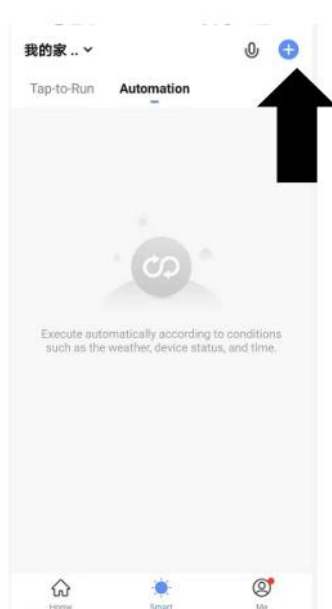 我的家 ..
Tap-to-Run Automation
Execute automatically according to conditions
such as the weather, device status, and time.
Home Smart Me